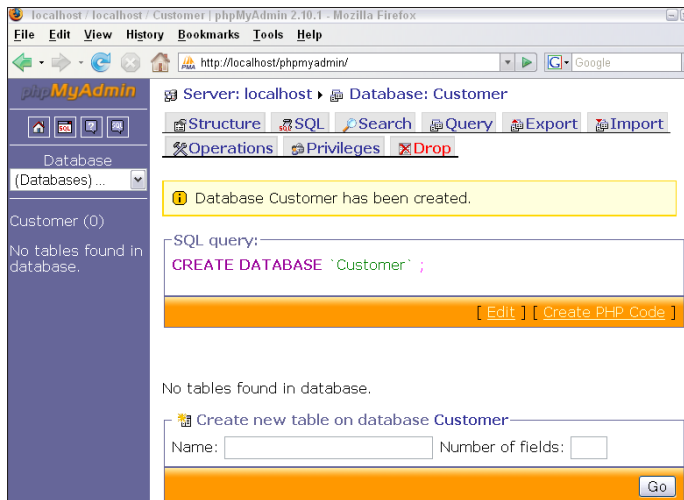 localhost / localhost / Customer | phpMyAdmin 2.10.1 - Mozilla Firefox
File Edit View History Bookmarks Tools Help
http://localhost/phpmyadmin/ G Google
phpMyAdmin
SQL
Database
(Databases) ...
Customer (0)
No tables found in
database.
Server: localhost Database: Customer
Structure SQL Search Query Export Import
Operations Privileges Drop
Database Customer has been created.
SQL query:
CREATE DATABASE `Customer` ;
[ Edit ] [ Create PHP Code ]
No tables found in database.
Create new table on database Customer
Name: Number of fields:
Go